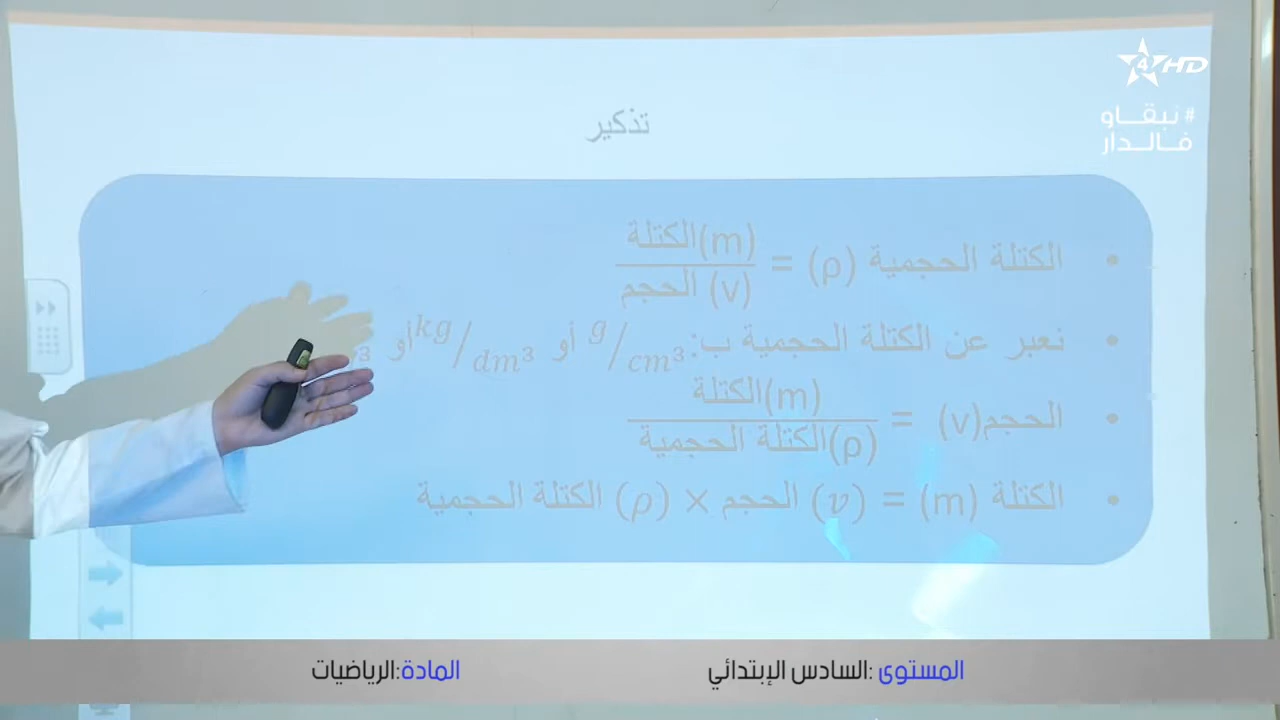 4HD
#نبقاو
فالدار
تذكير
• الكتلة الحجمية (ρ) = الكتلة(m) / الحجم (v)
• نعبر عن الكتلة الحجمية ب: g/cm³ أو kg/dm³ أو
• الحجم(v) = الكتلة(m) / الكتلة الحجمية(ρ)
• الكتلة (m) = الحجم (v) × الكتلة الحجمية (ρ)
المستوى: السادس الإبتدائي المادة:الرياضيات